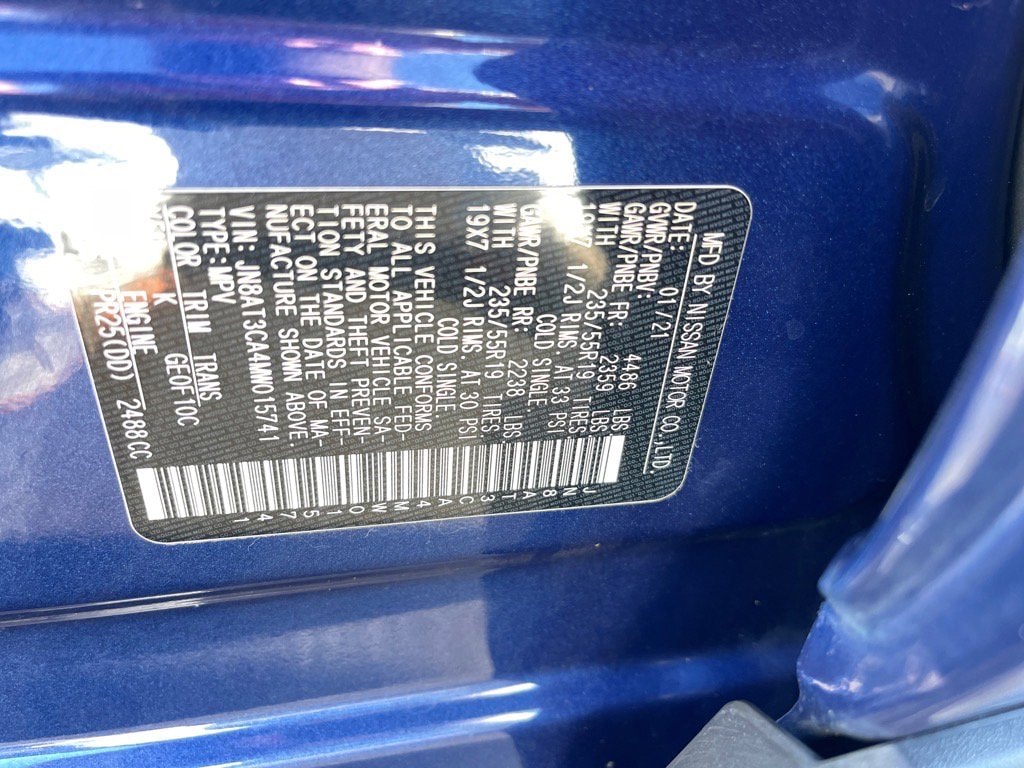 MFD BY NISSAN MOTOR CO.,LTD.
DATE: 01/21
GVWR/PNBV: 4486 LBS
GAWR/PNBE FR: 2359 LBS
WITH 235/55R19 TIRES,
19X7 1/2J RIMS, AT 33 PSI
COLD SINGLE,
GAWR/PNBE RR: 2238 LBS
WITH 235/55R19 TIRES,
19X7 1/2J RIMS, AT 30 PSI
COLD SINGLE
THIS VEHICLE CONFORMS
TO ALL APPLICABLE FED-
ERAL MOTOR VEHICLE SA-
FETY AND THEFT PREVEN-
TION STANDARDS IN EFF-
ECT ON THE DATE OF MA-
NUFACTURE SHOWN ABOVE
VIN: JN8AT3CA4MW015741
TYPE: MPV
COLOR TRIM TRANS
K GE0F10C
ENGINE
PR25(DD) 2488CC
JN8AT3CA4MW015741